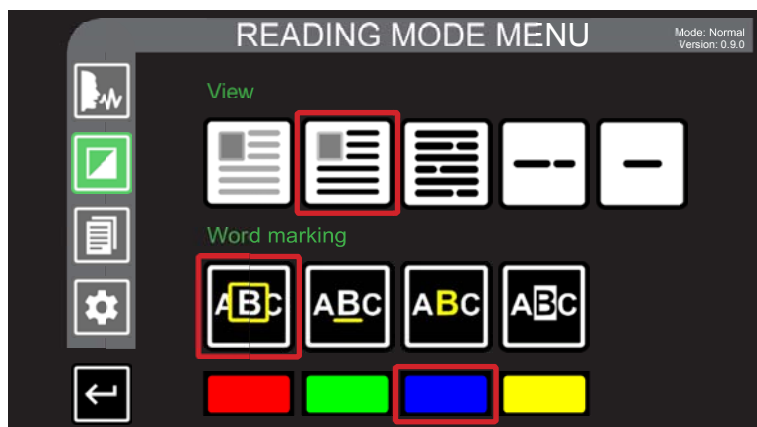 READING MODE MENU
Mode: Normal
Version: 0.9.0
View
Word marking
ABC ABC ABC ABC